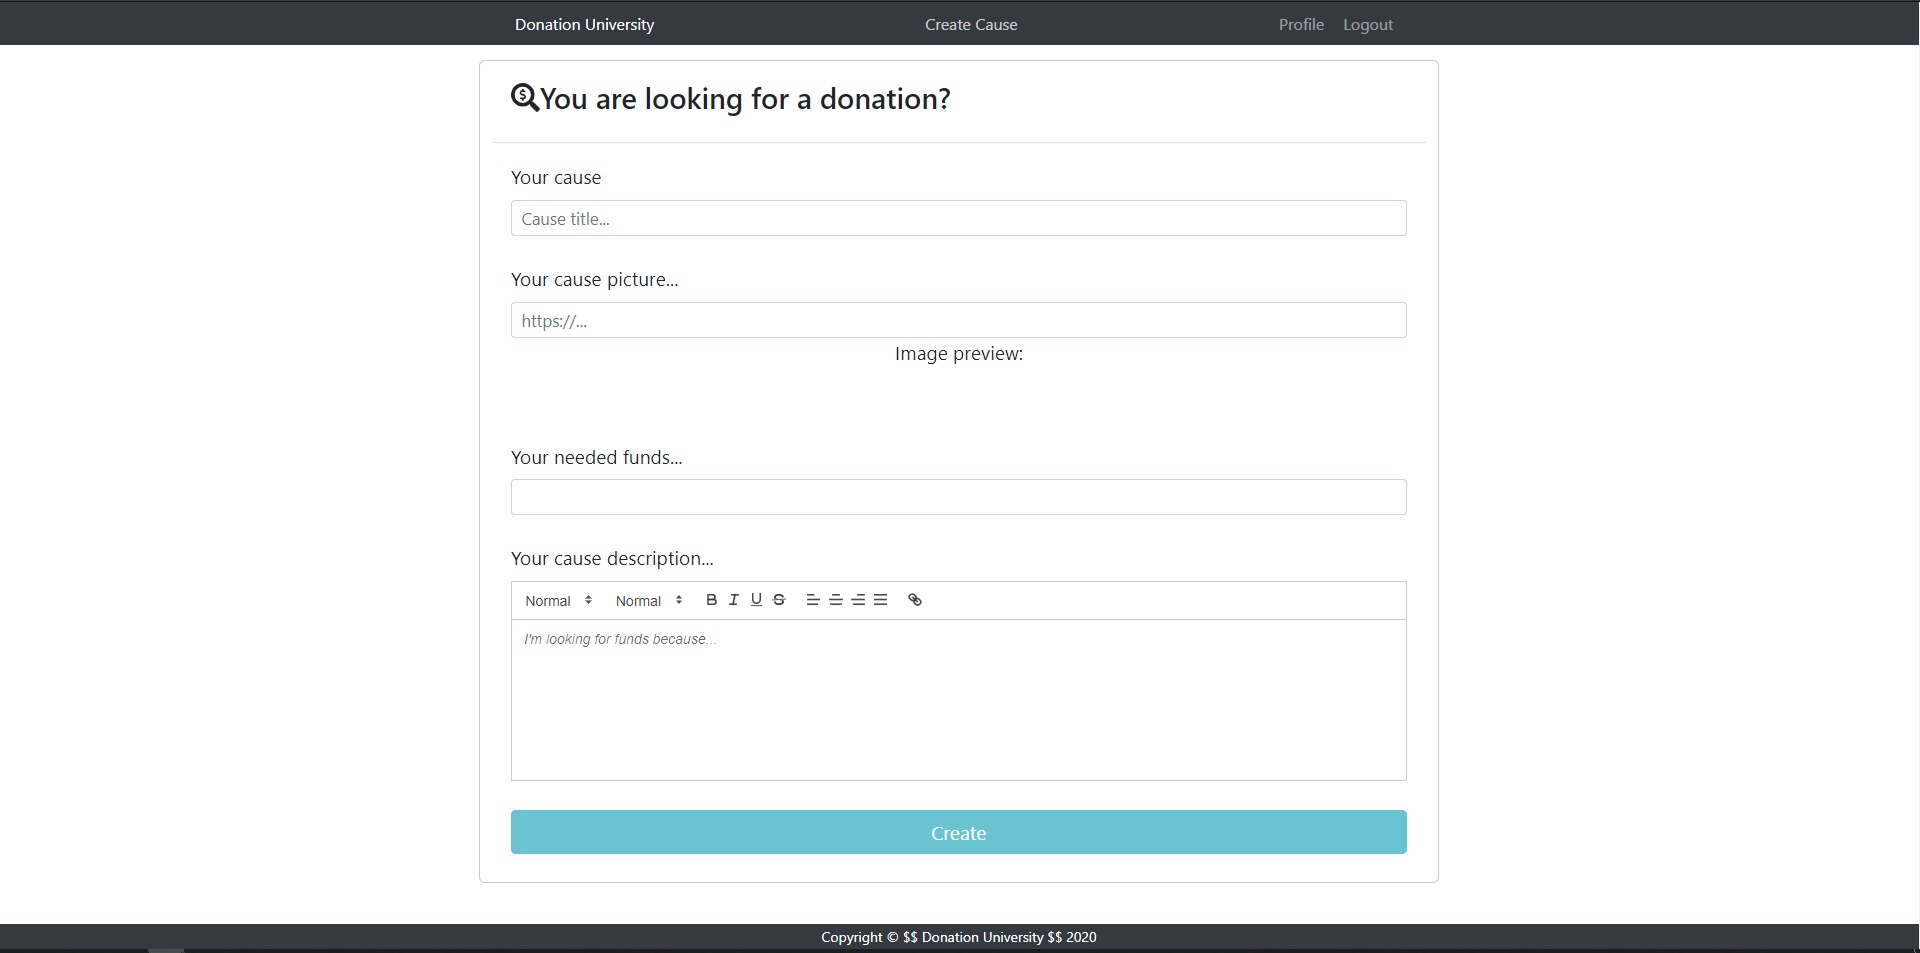 Donation University Create Cause Profile Logout
You are looking for a donation?
Your cause
Cause title...
Your cause picture...
https://...
Image preview:
Your needed funds...
Your cause description...
Normal Normal B I U S
I'm looking for funds because...
Create
Copyright © $$ Donation University $$ 2020